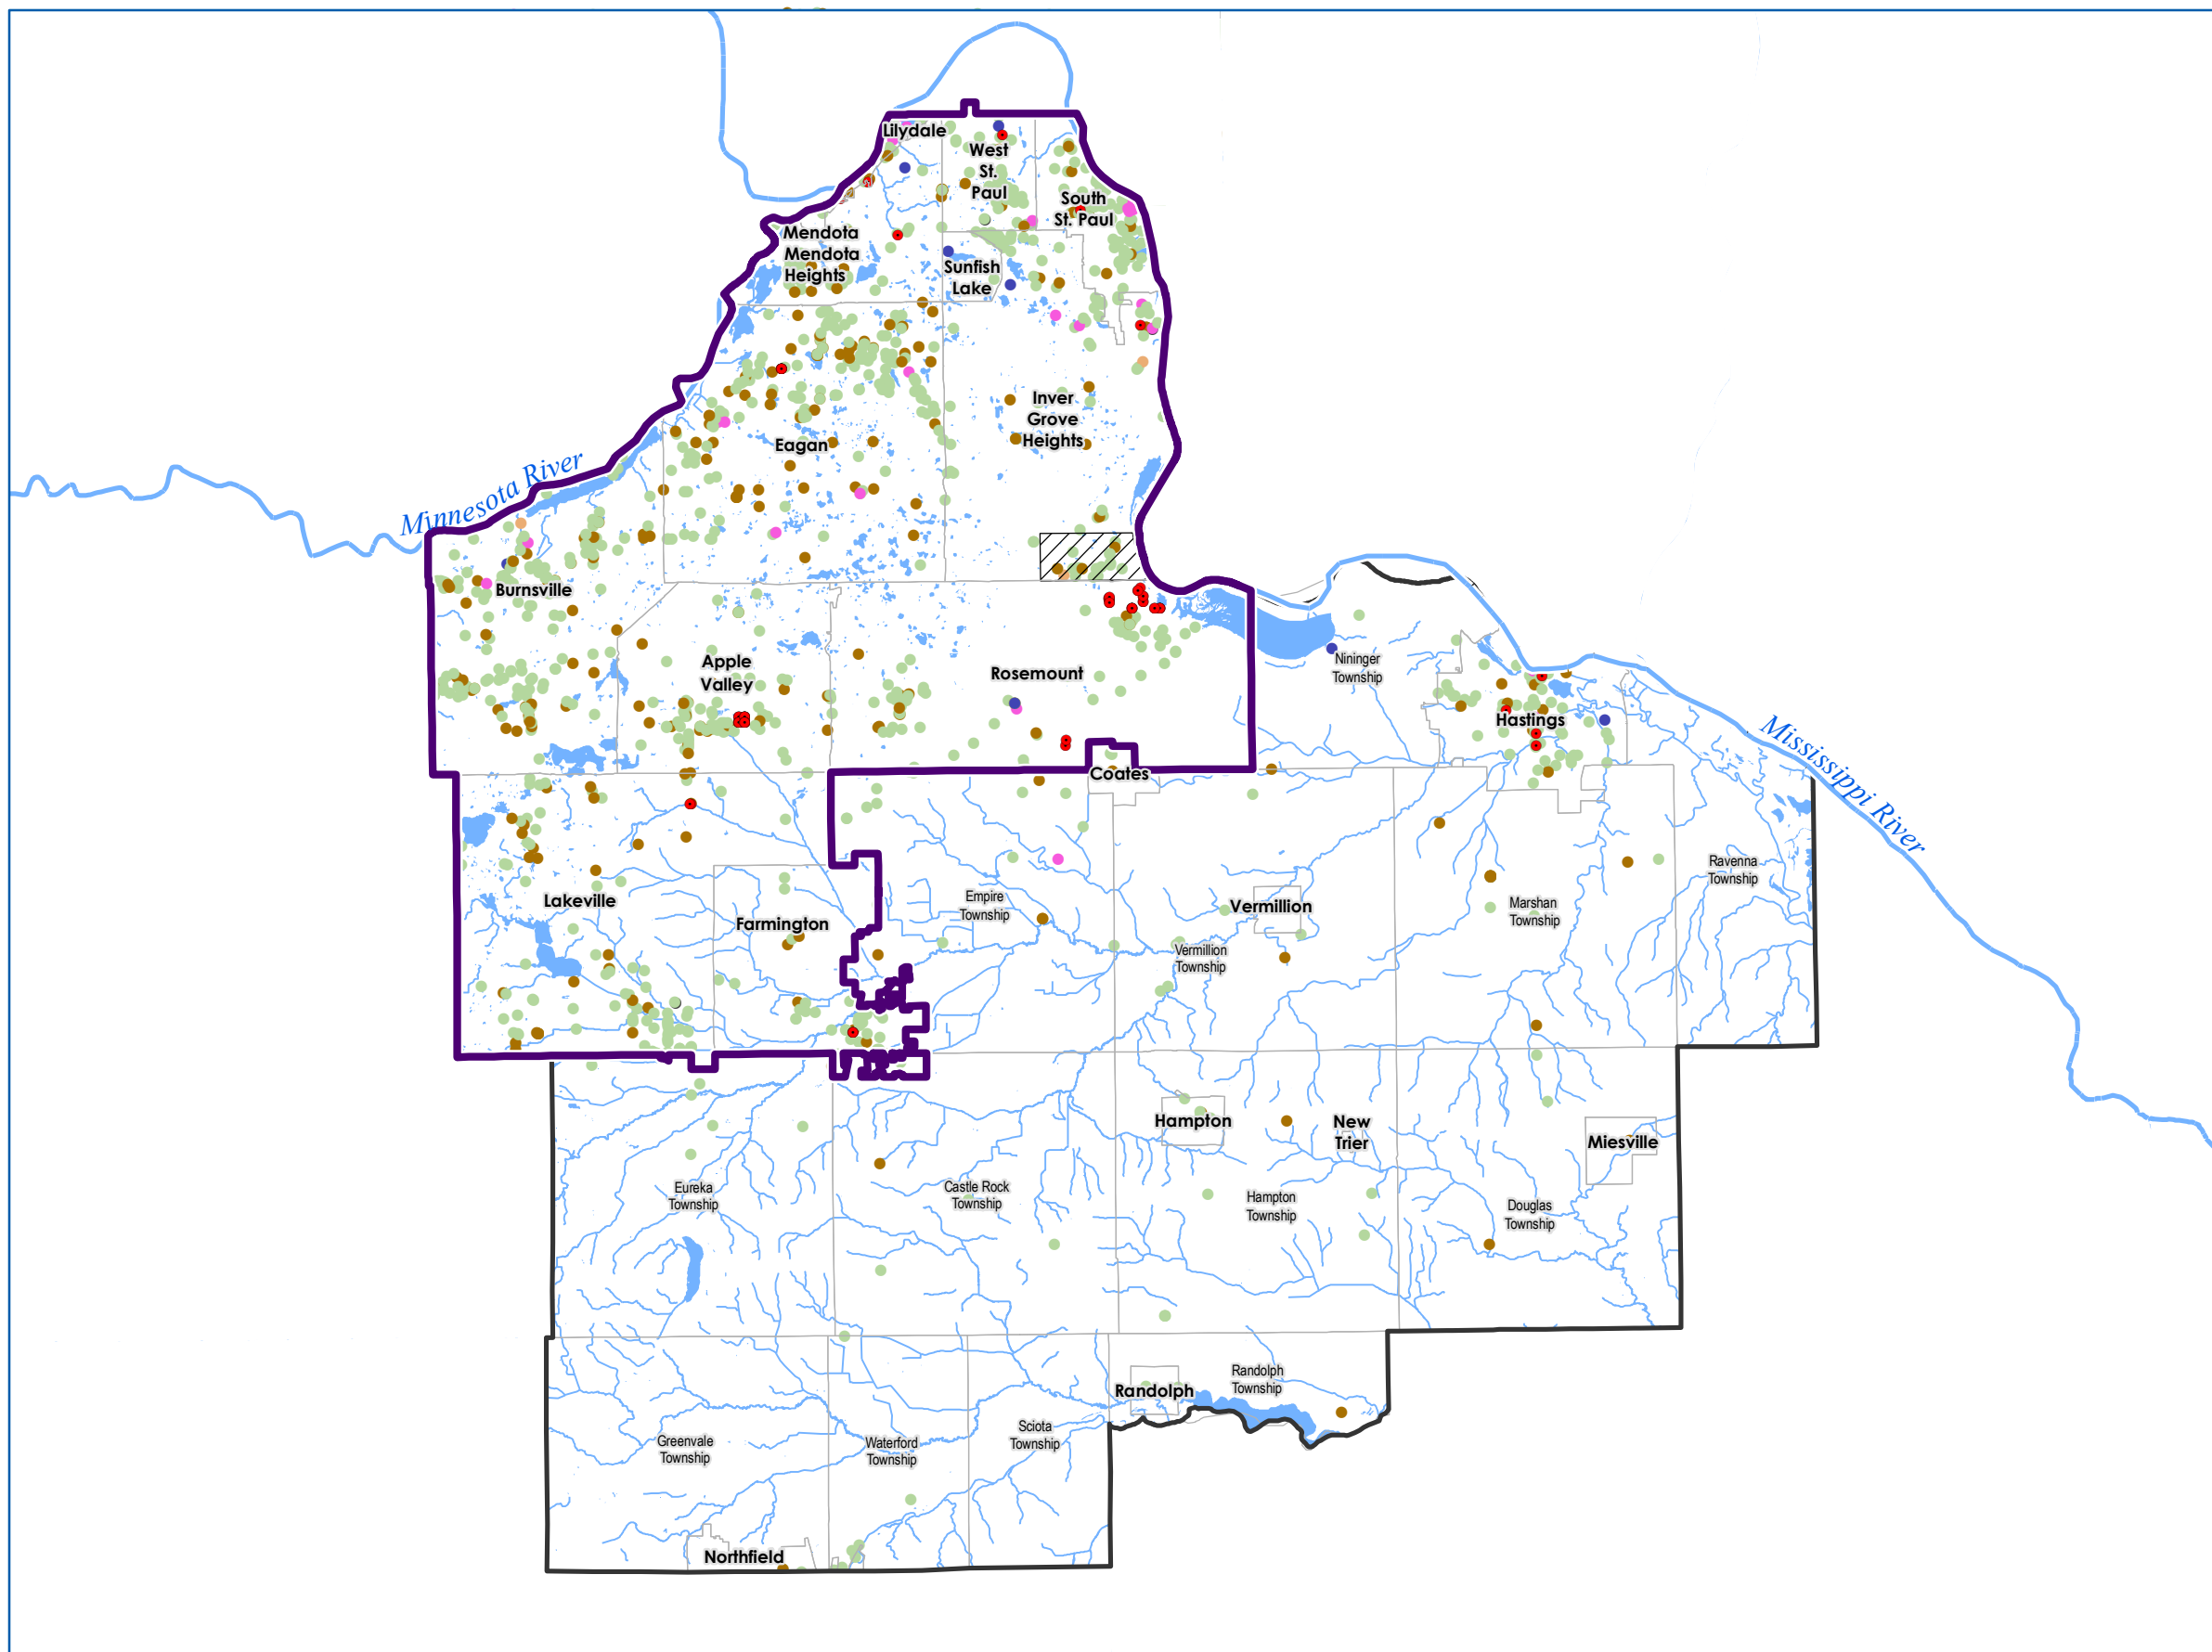 Lilydale
West
St.
Paul
South
St. Paul
Mendota
Mendota
Heights
Sunfish
Lake
Inver
Grove
Heights
Eagan
Minnesota River
Burnsville
Apple
Valley
Rosemount
Nininger
Township
Hastings
Mississippi River
Coates
Lakeville
Farmington
Empire
Township
Vermillion
Vermillion
Township
Marshan
Township
Ravenna
Township
Hampton
New
Trier
Miesville
Eureka
Township
Castle Rock
Township
Hampton
Township
Douglas
Township
Randolph
Randolph
Township
Greenvale
Township
Waterford
Township
Sciota
Township
Northfield